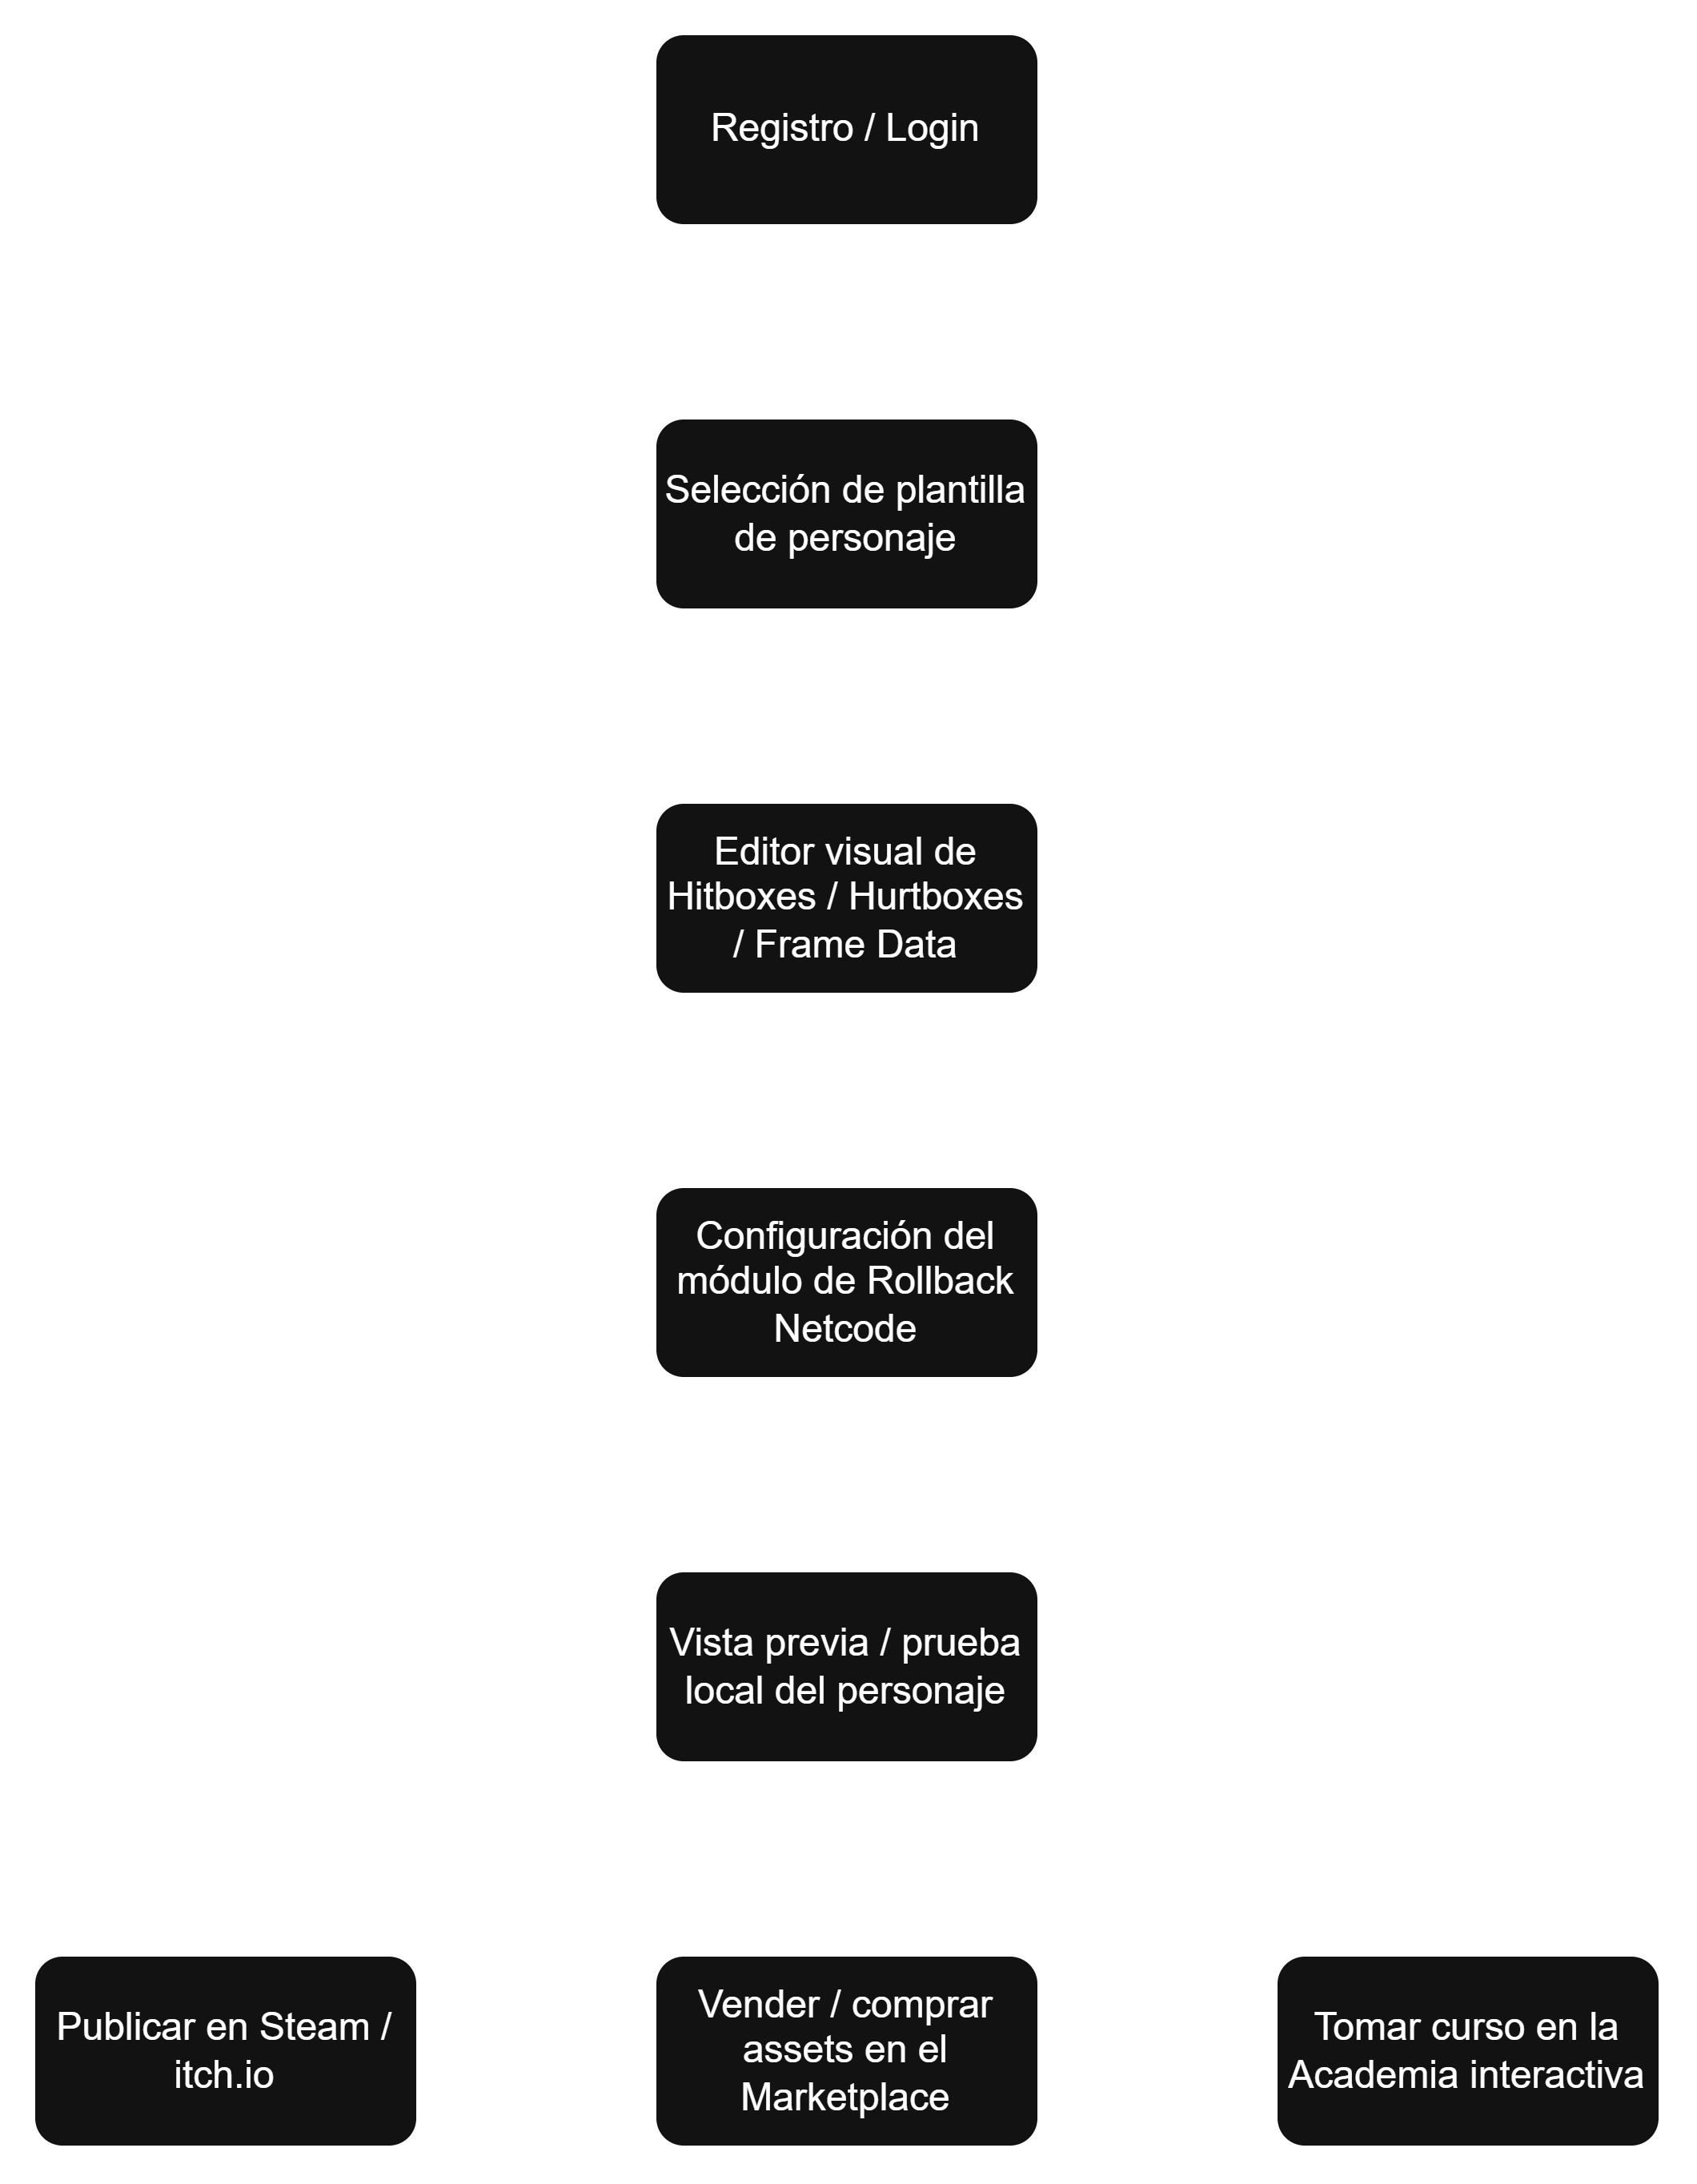 Registro / Login
Selección de plantilla
de personaje
Editor visual de
Hitboxes / Hurtboxes
/ Frame Data
Configuración del
módulo de Rollback
Netcode
Vista previa / prueba
local del personaje
Publicar en Steam /
itch.io
Vender / comprar
assets en el
Marketplace
Tomar curso en la
Academia interactiva